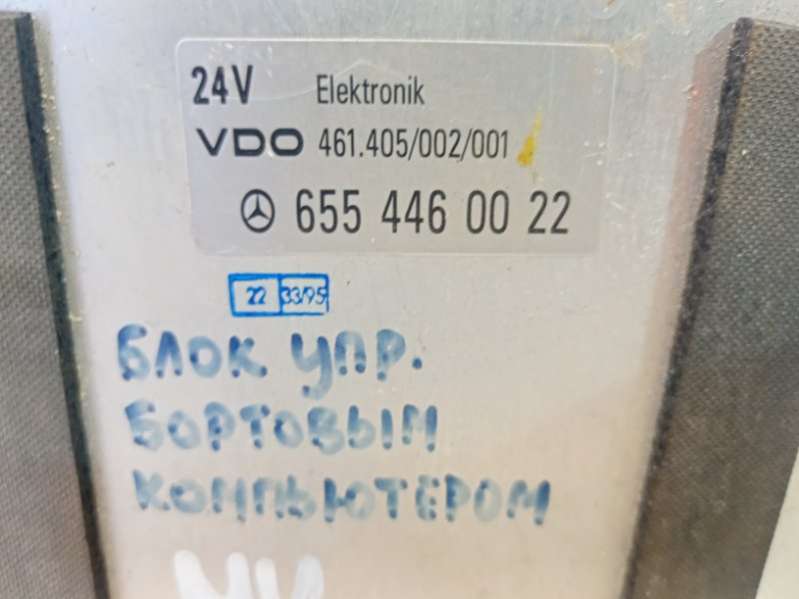 24V Elektronik
VDO 461.405/002/001
655 446 00 22
22 33/95
БЛОК УПР.
БОРТОВЫМ
КОМПЬЮТЕРОМ